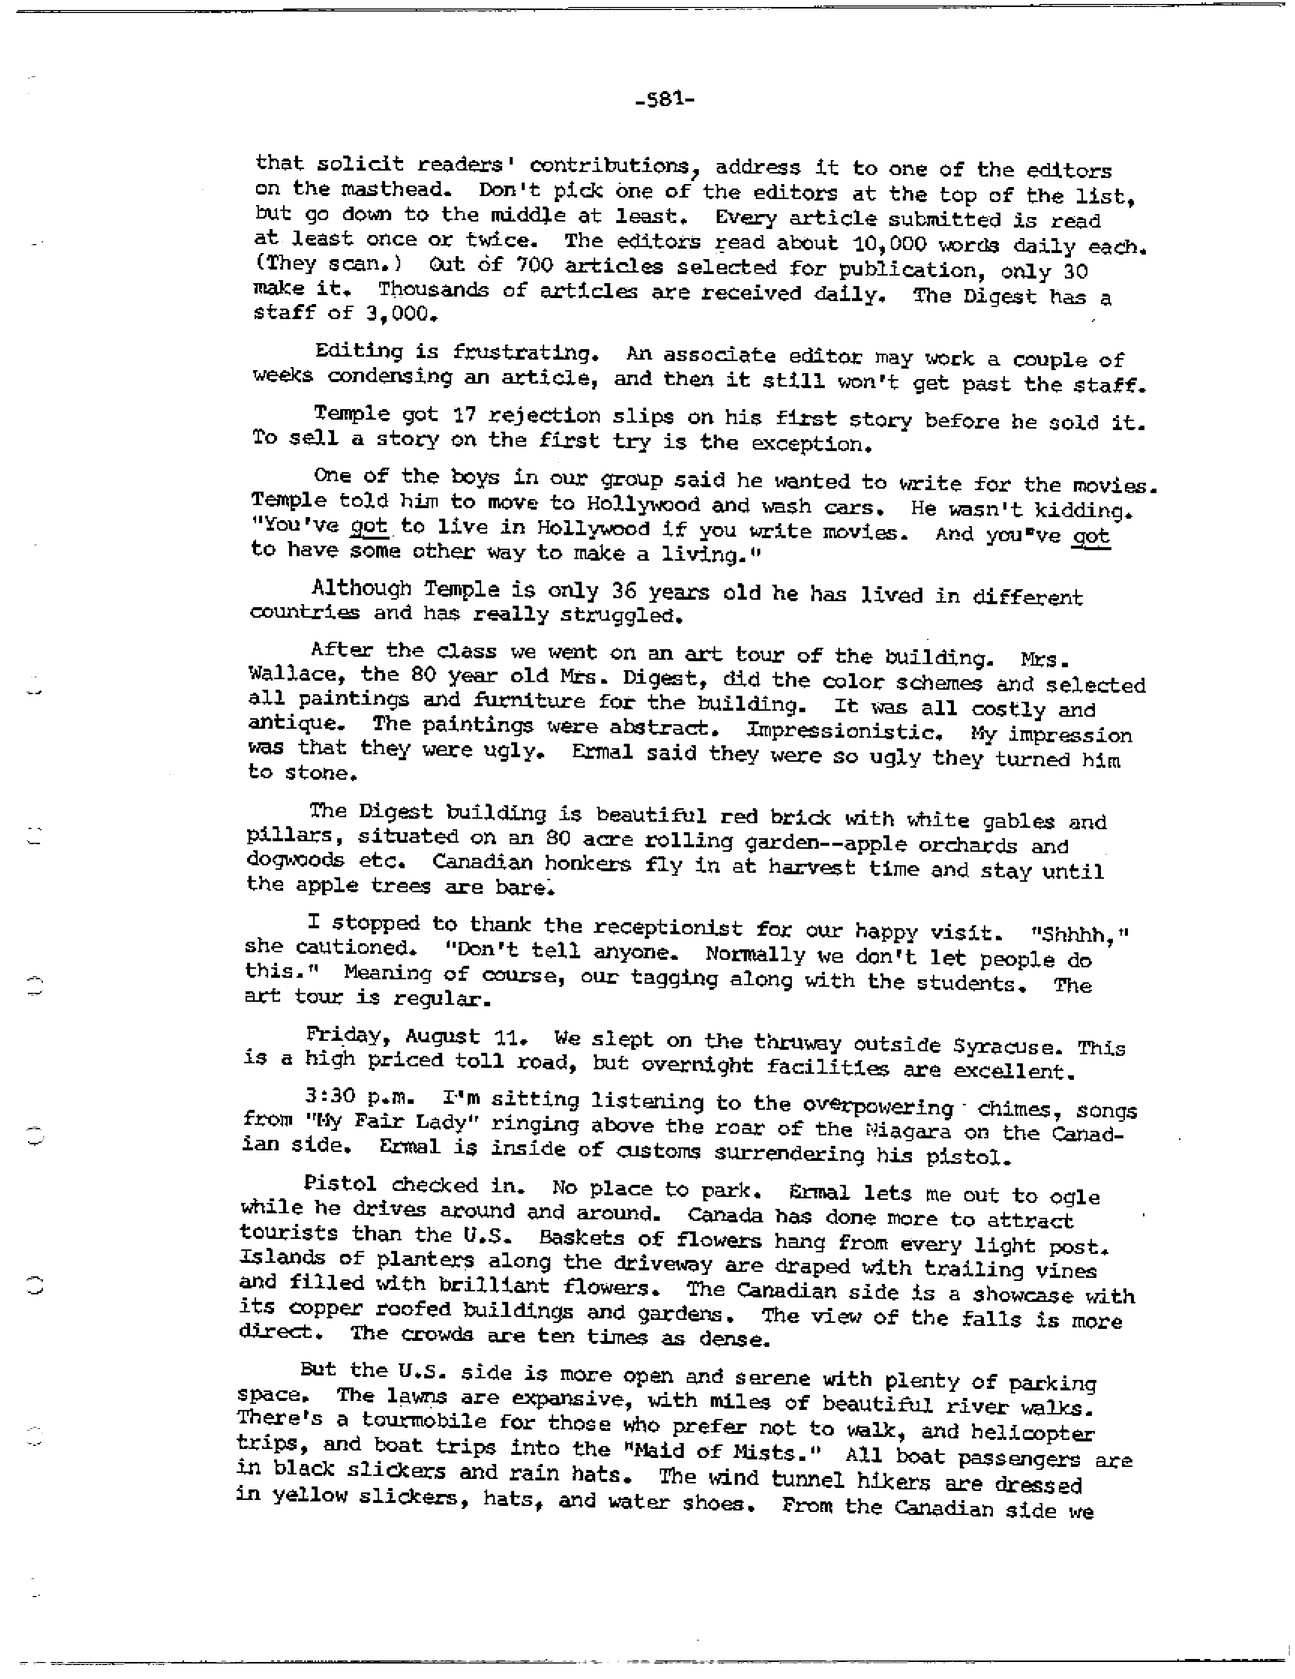 -581-
that solicit readers' contributions, address it to one of the editors
on the masthead. Don't pick one of the editors at the top of the list,
but go down to the middle at least. Every article submitted is read
at least once or twice. The editors read about 10,000 words daily each.
(They scan.) Out of 700 articles selected for publication, only 30
make it. Thousands of articles are received daily. The Digest has a
staff of 3,000.
Editing is frustrating. An associate editor may work a couple of
weeks condensing an article, and then it still won't get past the staff.
Temple got 17 rejection slips on his first story before he sold it.
To sell a story on the first try is the exception.
One of the boys in our group said he wanted to write for the movies.
Temple told him to move to Hollywood and wash cars. He wasn't kidding.
"You've got to live in Hollywood if you write movies. And you"ve got
to have some other way to make a living."
Although Temple is only 36 years old he has lived in different
countries and has really struggled.
After the class we went on an art tour of the building. Mrs.
Wallace, the 80 year old Mrs. Digest, did the color schemes and selected
all paintings and furniture for the building. It was all costly and
antique. The paintings were abstract. Impressionistic. My impression
was that they were ugly. Ermal said they were so ugly they turned him
to stone.
The Digest building is beautiful red brick with white gables and
pillars, situated on an 80 acre rolling garden--apple orchards and
dogwoods etc. Canadian honkers fly in at harvest time and stay until
the apple trees are bare.
I stopped to thank the receptionist for our happy visit. "Shhhh,"
she cautioned. "Don't tell anyone. Normally we don't let people do
this." Meaning of course, our tagging along with the students. The
art tour is regular.
Friday, August 11. We slept on the thruway outside Syracuse. This
is a high priced toll road, but overnight facilities are excellent.
3:30 p.m. I'm sitting listening to the overpowering chimes, songs
from "My Fair Lady" ringing above the roar of the Niagara on the Canad-
ian side. Ermal is inside of customs surrendering his pistol.
Pistol checked in. No place to park. Ermal lets me out to ogle
while he drives around and around. Canada has done more to attract
tourists than the U.S. Baskets of flowers hang from every light post.
Islands of planters along the driveway are draped with trailing vines
and filled with brilliant flowers. The Canadian side is a showcase with
its copper roofed buildings and gardens. The view of the falls is more
direct. The crowds are ten times as dense.
But the U.S. side is more open and serene with plenty of parking
space. The lawns are expansive, with miles of beautiful river walks.
There's a tourmobile for those who prefer not to walk, and helicopter
trips, and boat trips into the "Maid of Mists." All boat passengers are
in black slickers and rain hats. The wind tunnel hikers are dressed
in yellow slickers, hats, and water shoes. From the Canadian side we